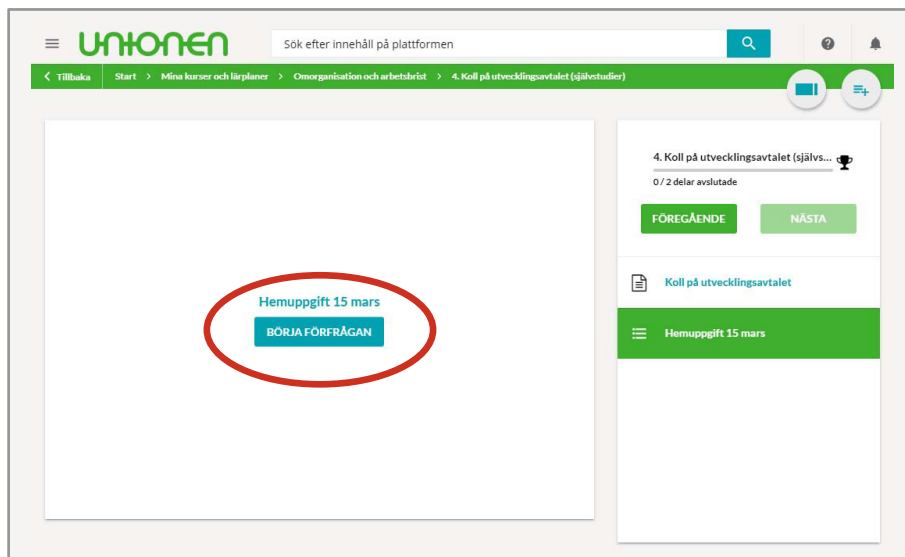 UNIONEN
Sök efter innehåll på plattformen
Tillbaka Start > Mina kurser och lärplaner > Omorganisation och arbetsbrist > 4. Koll på utvecklingsavtalet (självstudier)
4. Koll på utvecklingsavtalet (självs...
0 / 2 delar avslutade
FÖREGÅENDE NÄSTA
Koll på utvecklingsavtalet
Hemuppgift 15 mars
Hemuppgift 15 mars
BÖRJA FÖRFRÅGAN